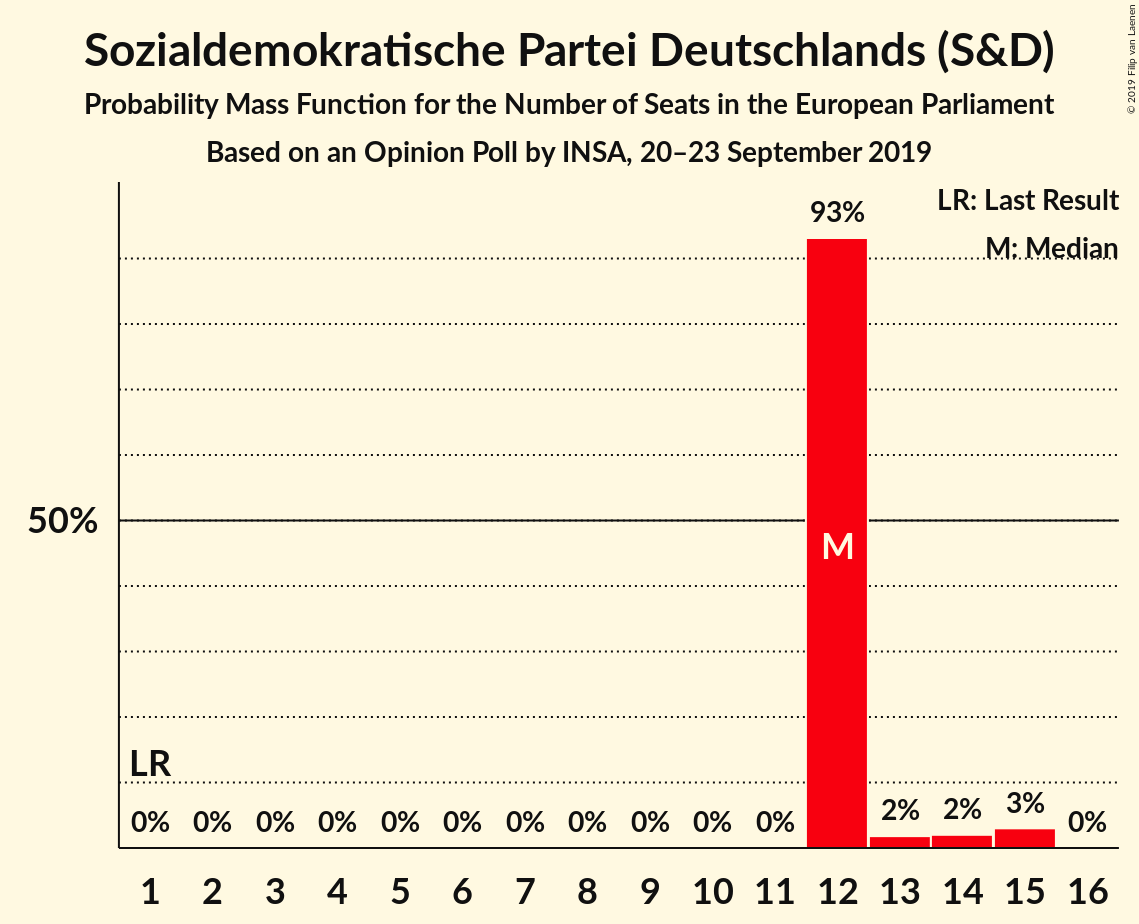 Sozialdemokratische Partei Deutschlands (S&D)
Probability Mass Function for the Number of Seats in the European Parliament
Based on an Opinion Poll by INSA, 20–23 September 2019
© 2019 Filip van Laenen
LR: Last Result
M: Median
93%
50%
M
LR
0% 0% 0% 0% 0% 0% 0% 0% 0% 0% 0% 2% 2% 3% 0%
1 2 3 4 5 6 7 8 9 10 11 12 13 14 15 16